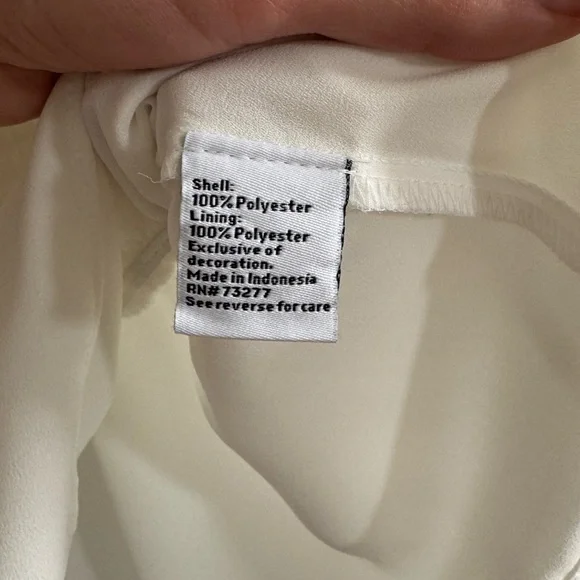 Shell:
100% Polyester
Lining:
100% Polyester
Exclusive of
decoration.
Made in Indonesia
RN# 73277
See reverse for care